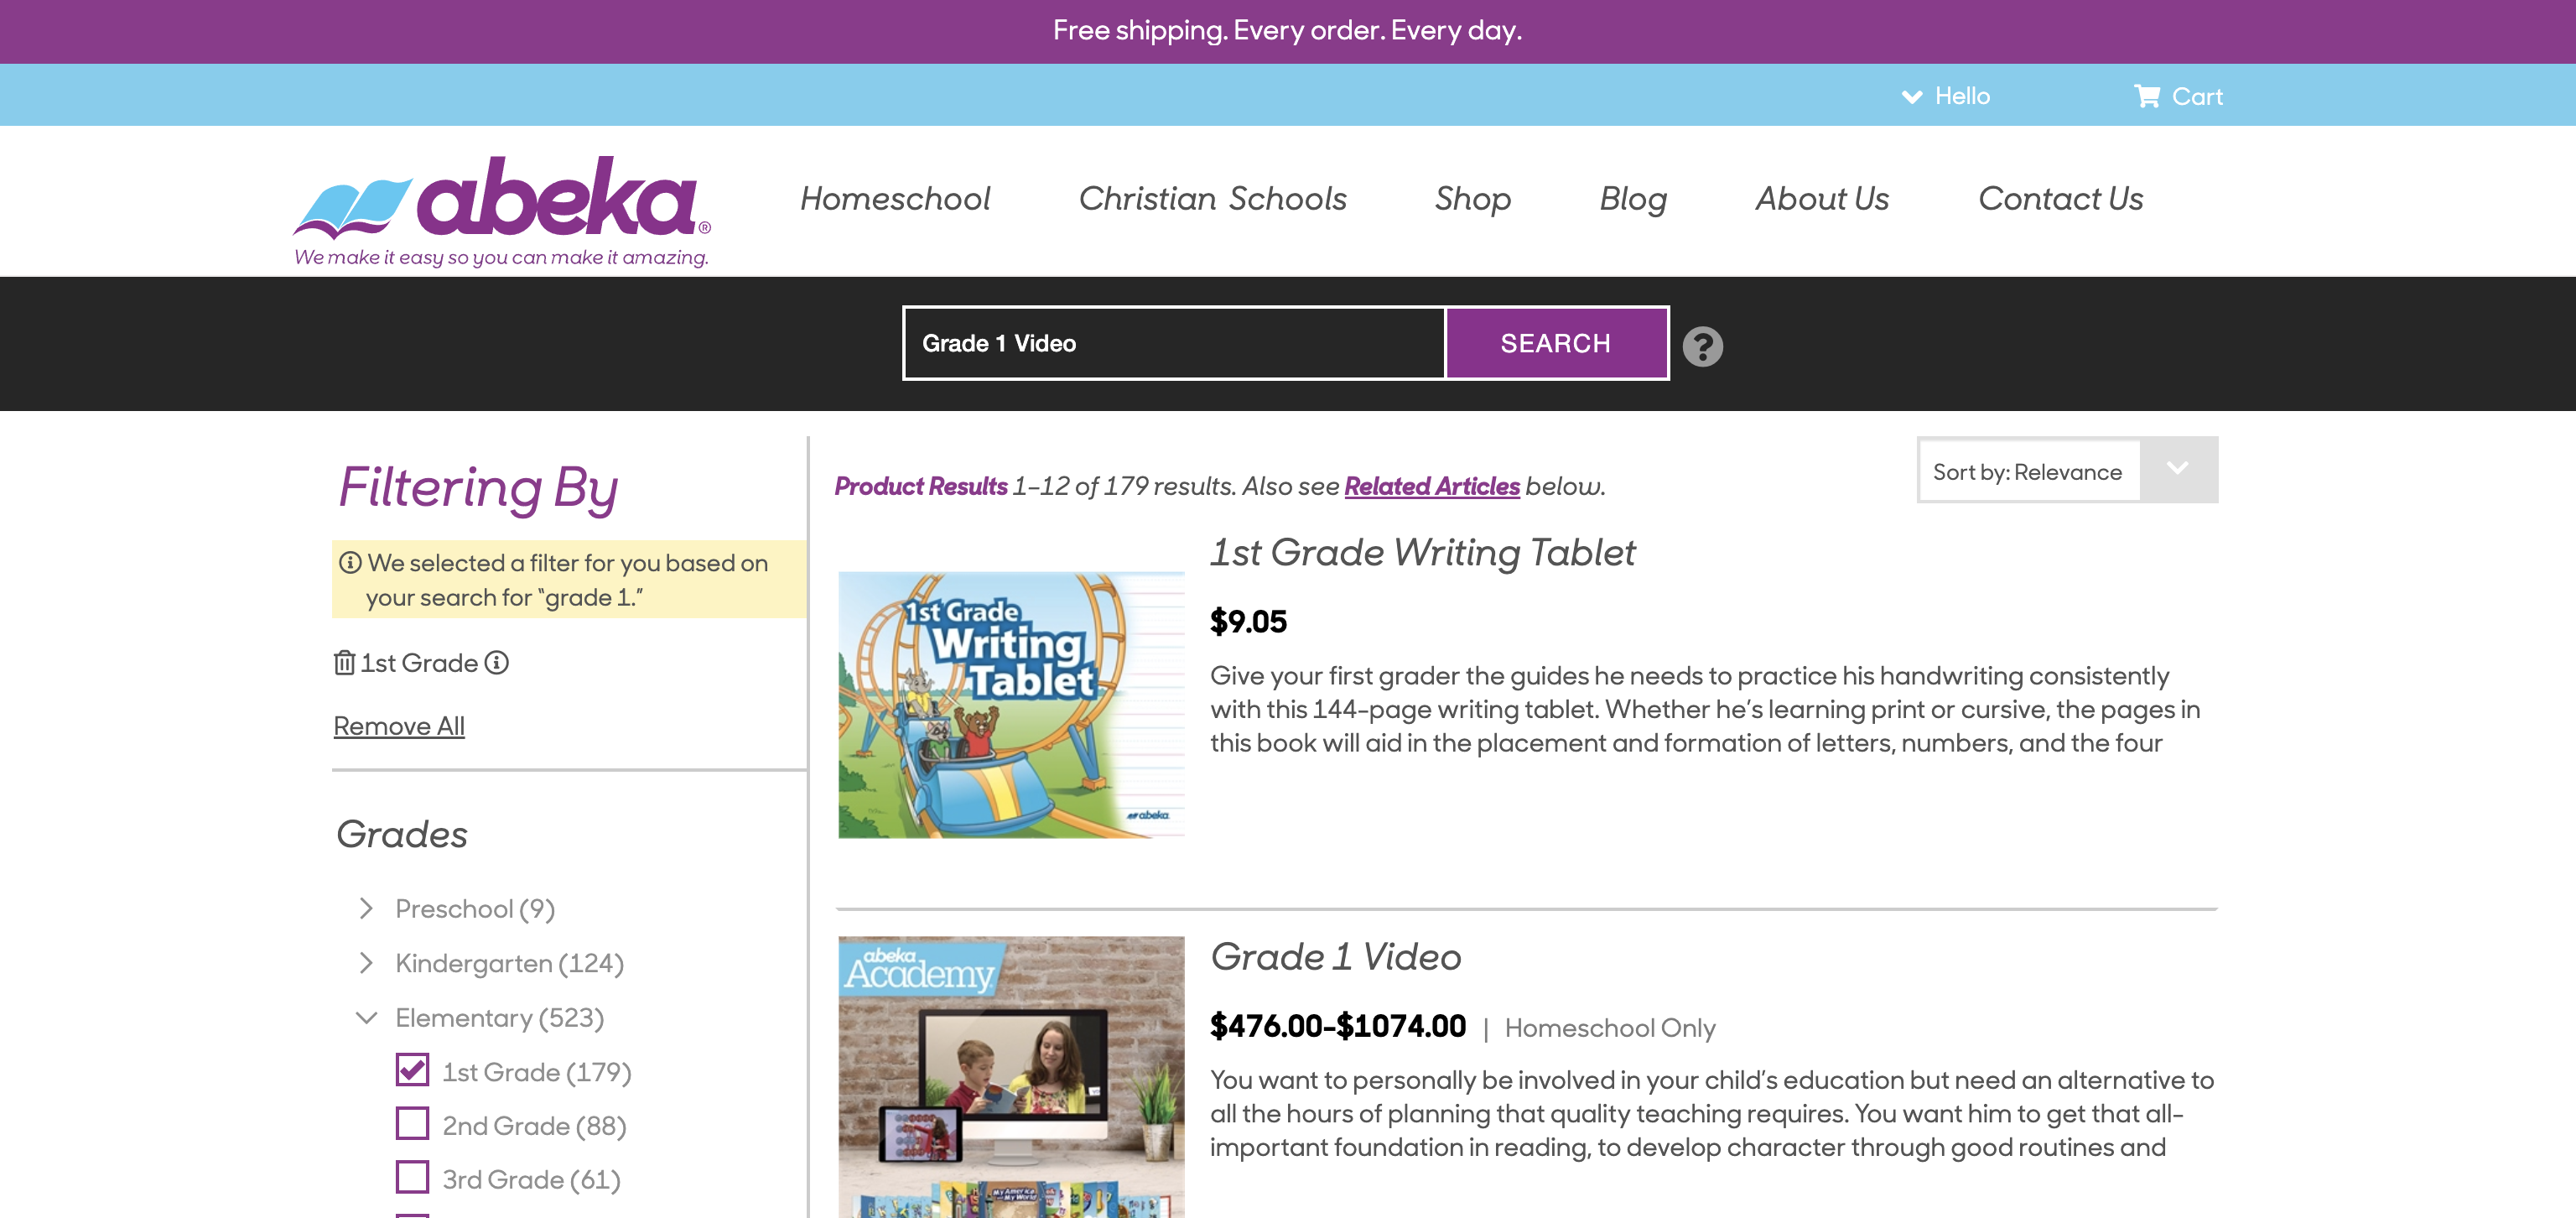 Free shipping. Every order. Every day.
Hello
Cart
abeka®
We make it easy so you can make it amazing.
Homeschool
Christian Schools
Shop
Blog
About Us
Contact Us
Grade 1 Video
SEARCH
?
Filtering By
We selected a filter for you based on
your search for “grade 1.”
1st Grade
Remove All
Grades
Preschool (9)
Kindergarten (124)
Elementary (523)
1st Grade (179)
2nd Grade (88)
3rd Grade (61)
Product Results 1–12 of 179 results. Also see Related Articles below.
Sort by: Relevance
1st Grade
Writing
Tablet
abeka
1st Grade Writing Tablet
$9.05
Give your first grader the guides he needs to practice his handwriting consistently
with this 144-page writing tablet. Whether he’s learning print or cursive, the pages in
this book will aid in the placement and formation of letters, numbers, and the four
abeka
Academy
My America
and My World
Grade 1 Video
$476.00-$1074.00 | Homeschool Only
You want to personally be involved in your child’s education but need an alternative to
all the hours of planning that quality teaching requires. You want him to get that all-
important foundation in reading, to develop character through good routines and